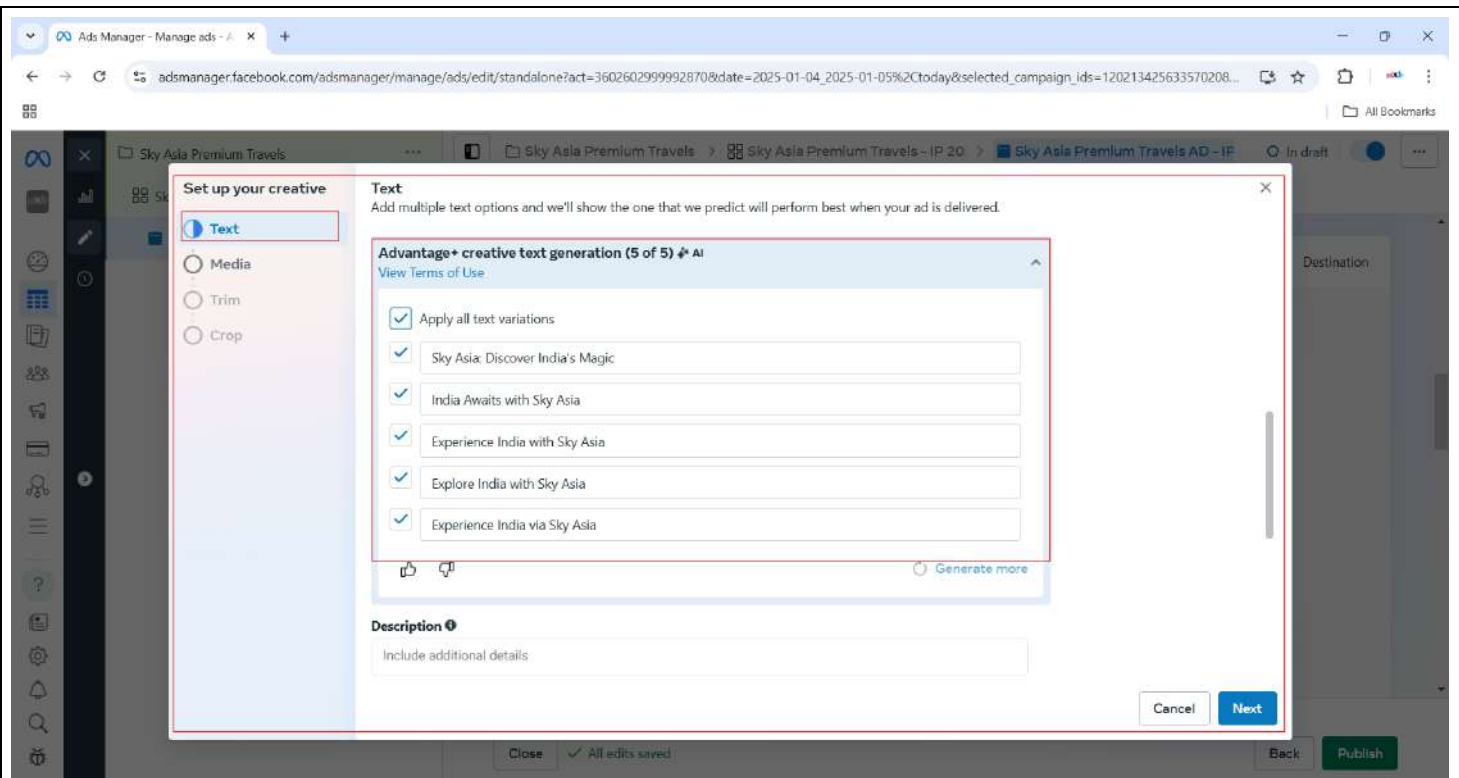 Ads Manager - Manage ads - A
adsmanager.facebook.com/adsmanager/manage/ads/edit/standalone?act=360260299999928708&date=2025-01-04_2025-01-05%2Ctoday&selected_campaign_ids=120213425633570208...
All Bookmarks
Sky Asia Premium Travels
Sky Asia Premium Travels
Sky Asia Premium Travels - IP 20
Sky Asia Premium Travels AD - IP
In draft
Sk
Destination
Set up your creative
Text
Media
Trim
Crop
Text
Add multiple text options and we'll show the one that we predict will perform best when your ad is delivered.
Advantage+ creative text generation (5 of 5) AI
View Terms of Use
Apply all text variations
Sky Asia: Discover India's Magic
India Awaits with Sky Asia
Experience India with Sky Asia
Explore India with Sky Asia
Experience India via Sky Asia
Generate more
Description
Include additional details
Cancel
Next
Close
All edits saved
Back
Publish